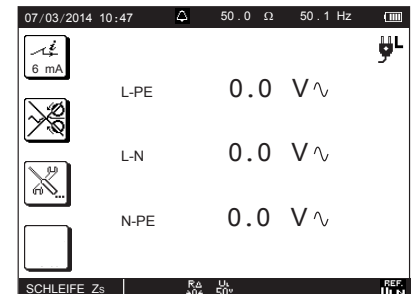 07/03/2014 10:47 50.0 Ω 50.1 Hz
L
6 mA
L-PE 0.0 V
L-N 0.0 V
N-PE 0.0 V
SCHLEIFE Zs
REF.